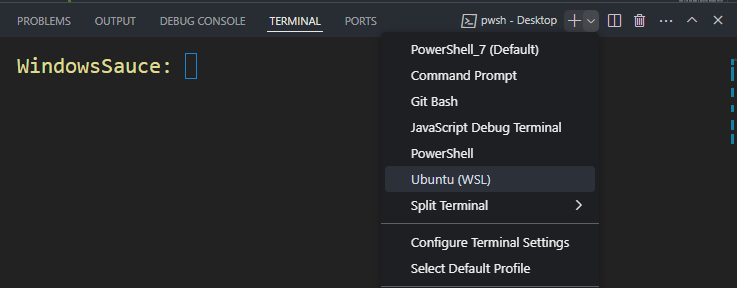 PROBLEMS OUTPUT DEBUG CONSOLE TERMINAL PORTS pwsh - Desktop
WindowsSauce:
PowerShell_7 (Default)
Command Prompt
Git Bash
JavaScript Debug Terminal
PowerShell
Ubuntu (WSL)
Split Terminal
Configure Terminal Settings
Select Default Profile